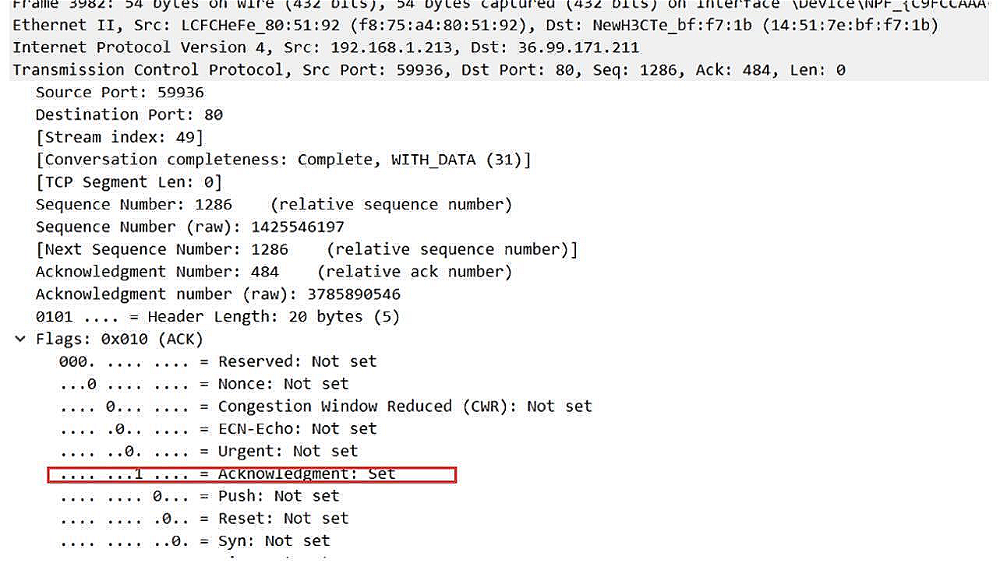 Frame 3982: 54 bytes on wire (432 bits), 54 bytes captured (432 bits) on interface \Device\NPF_{C9FCCAAA-
Ethernet II, Src: LCFCHeFe_80:51:92 (f8:75:a4:80:51:92), Dst: NewH3CTe_bf:f7:1b (14:51:7e:bf:f7:1b)
Internet Protocol Version 4, Src: 192.168.1.213, Dst: 36.99.171.211
Transmission Control Protocol, Src Port: 59936, Dst Port: 80, Seq: 1286, Ack: 484, Len: 0
Source Port: 59936
Destination Port: 80
[Stream index: 49]
[Conversation completeness: Complete, WITH_DATA (31)]
[TCP Segment Len: 0]
Sequence Number: 1286    (relative sequence number)
Sequence Number (raw): 1425546197
[Next Sequence Number: 1286    (relative sequence number)]
Acknowledgment Number: 484    (relative ack number)
Acknowledgment number (raw): 3785890546
0101 .... = Header Length: 20 bytes (5)
Flags: 0x010 (ACK)
000. .... .... = Reserved: Not set
...0 .... .... = Nonce: Not set
.... 0... .... = Congestion Window Reduced (CWR): Not set
.... .0.. .... = ECN-Echo: Not set
.... ..0. .... = Urgent: Not set
.... ...1 .... = Acknowledgment: Set
.... .... 0... = Push: Not set
.... .... .0.. = Reset: Not set
.... .... ..0. = Syn: Not set